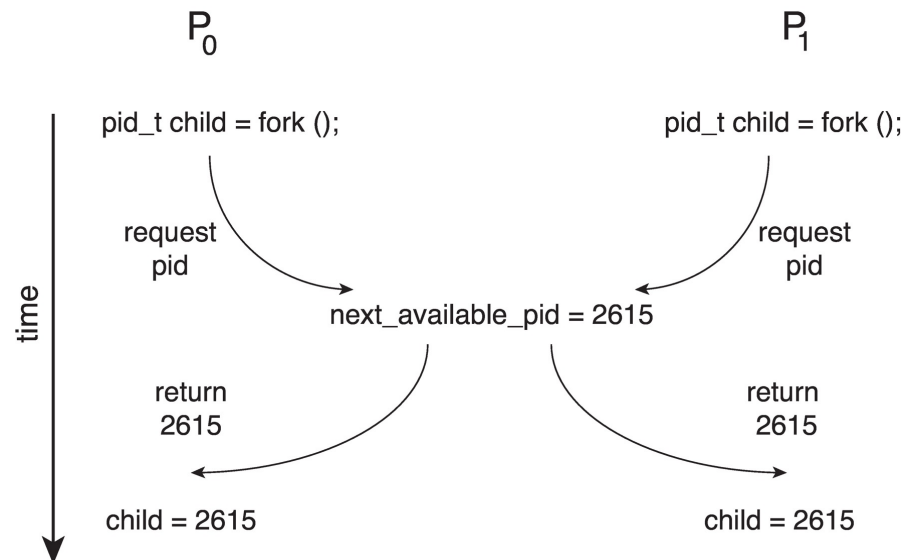 P0 P1
pid_t child = fork (); pid_t child = fork ();
request request
pid pid
time
next_available_pid = 2615
return return
2615 2615
child = 2615 child = 2615